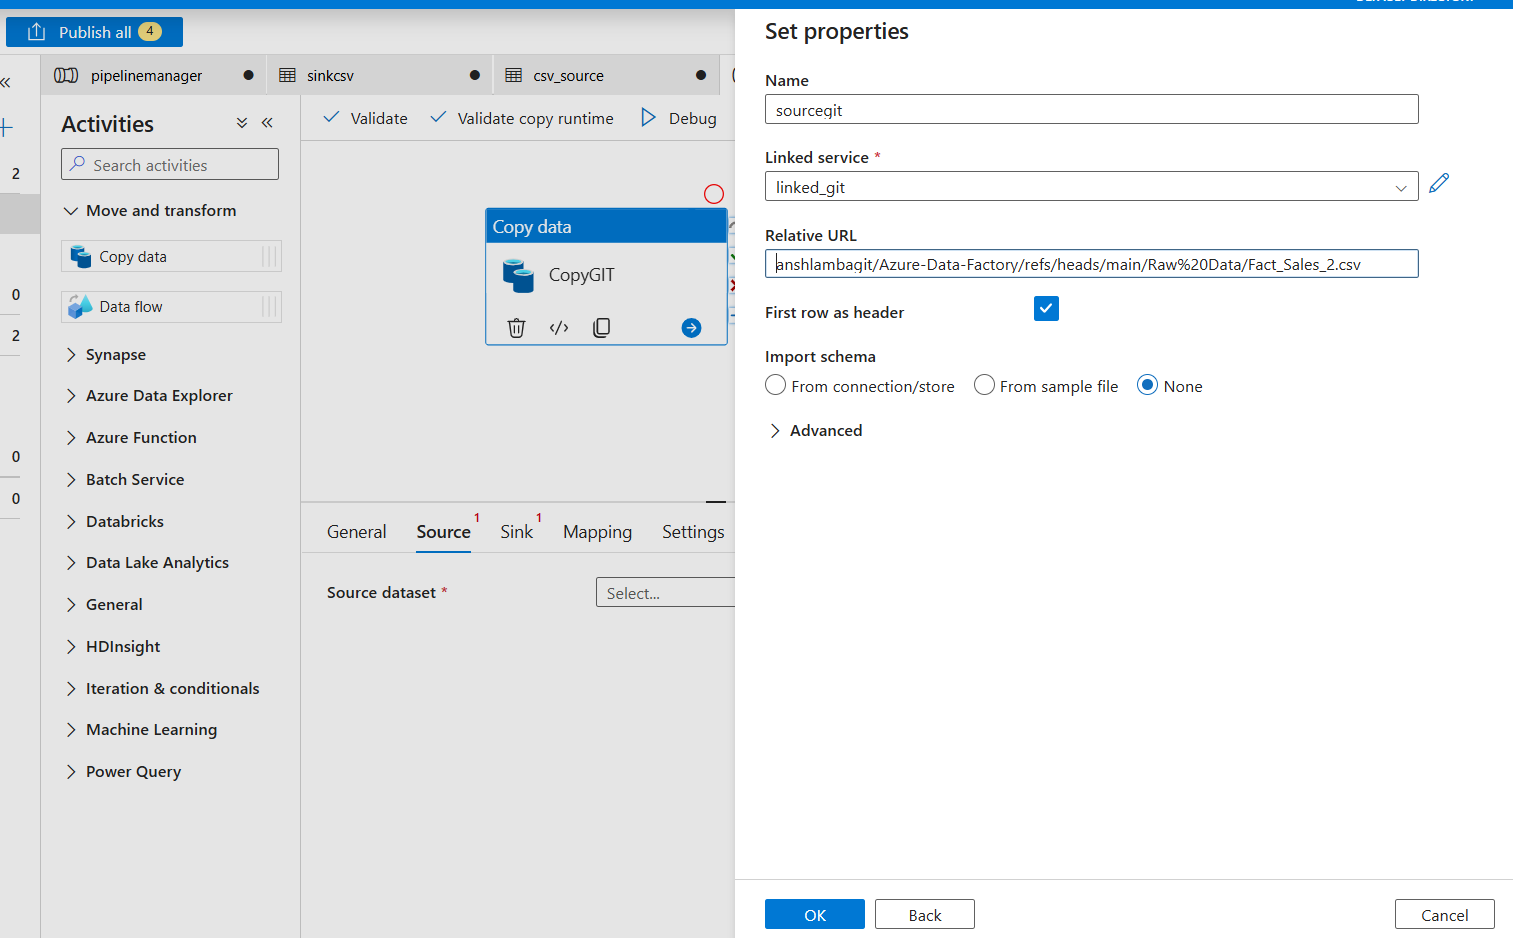 Publish all 4
pipelinemanager
sinkcsv
csv_source
Activities
Search activities
Move and transform
Copy data
Data flow
Synapse
Azure Data Explorer
Azure Function
Batch Service
Databricks
Data Lake Analytics
General
HDInsight
Iteration & conditionals
Machine Learning
Power Query
2
0
2
0
0
Validate
Validate copy runtime
Debug
Copy data
CopyGIT
General
Source 1
Sink 1
Mapping
Settings
Source dataset *
Select...
Set properties
Name
sourcegit
Linked service *
linked_git
Relative URL
anshlambagit/Azure-Data-Factory/refs/heads/main/Raw%20Data/Fact_Sales_2.csv
First row as header
Import schema
From connection/store
From sample file
None
Advanced
OK
Back
Cancel